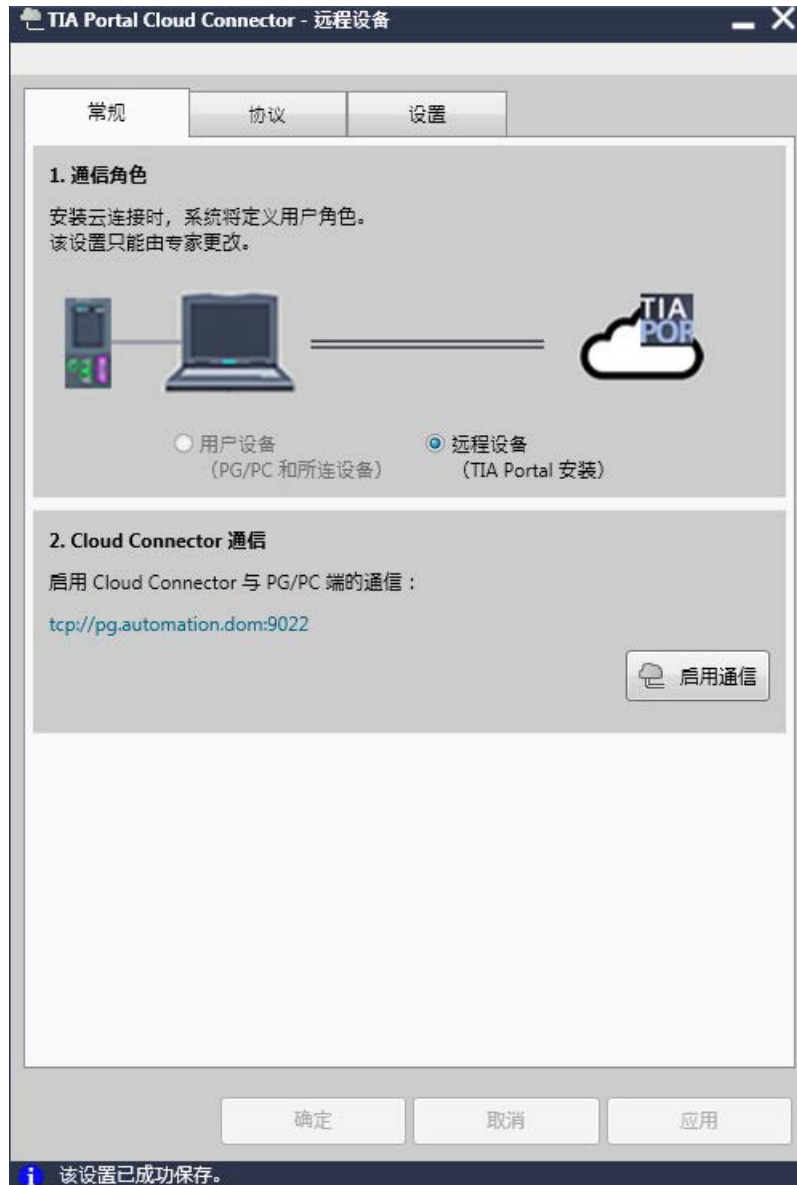 TIA Portal Cloud Connector - 远程设备
常规
协议
设置
1. 通信角色
安装云连接时，系统将定义用户角色。
该设置只能由专家更改。
TIA
POR
用户设备
（PG/PC 和所连设备）
远程设备
（TIA Portal 安装）
2. Cloud Connector 通信
启用 Cloud Connector 与 PG/PC 端的通信：
tcp://pg.automation.dom:9022
启用通信
确定
取消
应用
该设置已成功保存。